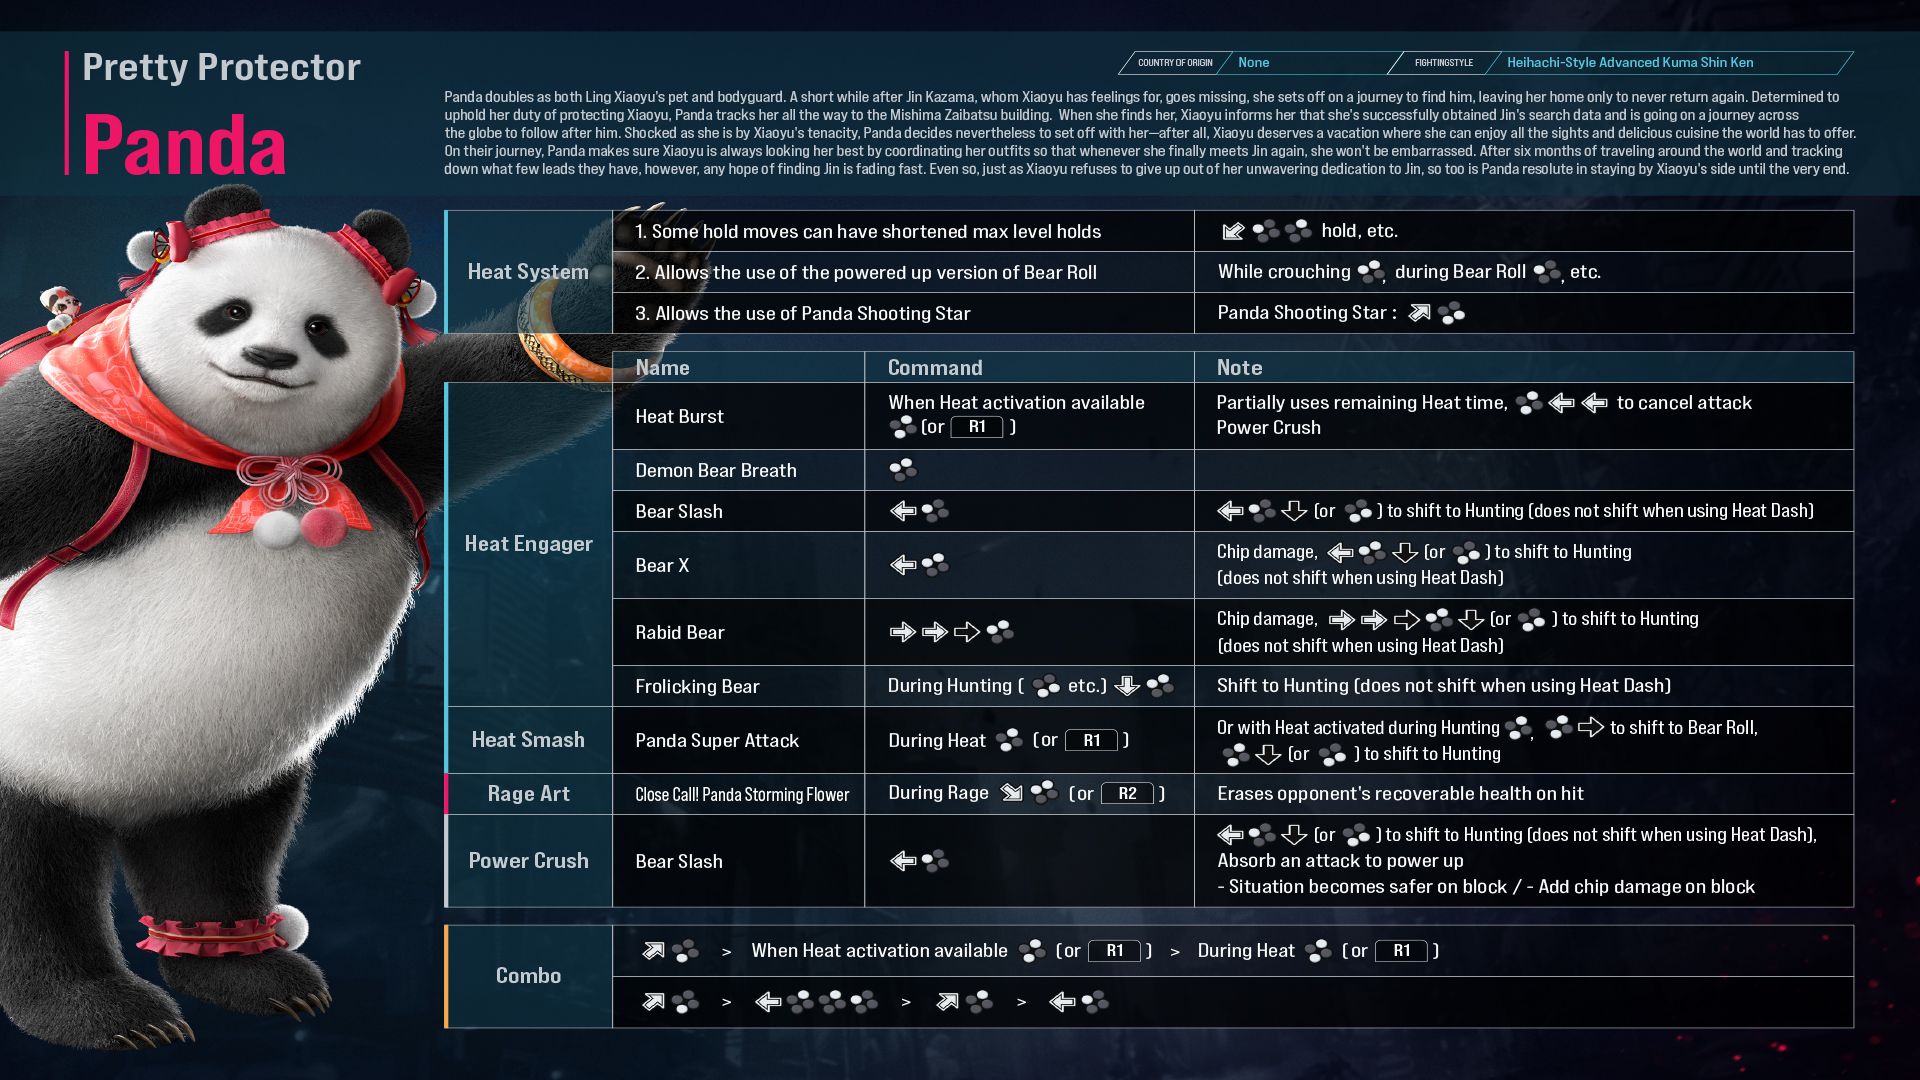 Pretty Protector
Panda
COUNTRY OF ORIGIN None FIGHTINGSTYLE Heihachi-Style Advanced Kuma Shin Ken
Panda doubles as both Ling Xiaoyu's pet and bodyguard. A short while after Jin Kazama, whom Xiaoyu has feelings for, goes missing, she sets off on a journey to find him, leaving her home only to never return again. Determined to
uphold her duty of protecting Xiaoyu, Panda tracks her all the way to the Mishima Zaibatsu building. When she finds her, Xiaoyu informs her that she's successfully obtained Jin's search data and is going on a journey across
the globe to follow after him. Shocked as she is by Xiaoyu's tenacity, Panda decides nevertheless to set off with her—after all, Xiaoyu deserves a vacation where she can enjoy all the sights and delicious cuisine the world has to offer.
On their journey, Panda makes sure Xiaoyu is always looking her best by coordinating her outfits so that whenever she finally meets Jin again, she won't be embarrassed. After six months of traveling around the world and tracking
down what few leads they have, however, any hope of finding Jin is fading fast. Even so, just as Xiaoyu refuses to give up out of her unwavering dedication to Jin, so too is Panda resolute in staying by Xiaoyu's side until the very end.
Heat System
1. Some hold moves can have shortened max level holds
hold, etc.
2. Allows the use of the powered up version of Bear Roll
While crouching , during Bear Roll , etc.
3. Allows the use of Panda Shooting Star
Panda Shooting Star :
Name Command Note
Heat Engager
Heat Burst
When Heat activation available
(or R1 )
Partially uses remaining Heat time, to cancel attack
Power Crush
Demon Bear Breath
Bear Slash
(or ) to shift to Hunting (does not shift when using Heat Dash)
Bear X
Chip damage, (or ) to shift to Hunting
(does not shift when using Heat Dash)
Rabid Bear
Chip damage, (or ) to shift to Hunting
(does not shift when using Heat Dash)
Frolicking Bear
During Hunting ( etc.)
Shift to Hunting (does not shift when using Heat Dash)
Heat Smash
Panda Super Attack
During Heat (or R1 )
Or with Heat activated during Hunting , to shift to Bear Roll,
(or ) to shift to Hunting
Rage Art
Close Call! Panda Storming Flower
During Rage (or R2 )
Erases opponent's recoverable health on hit
Power Crush
Bear Slash
(or ) to shift to Hunting (does not shift when using Heat Dash),
Absorb an attack to power up
- Situation becomes safer on block / - Add chip damage on block
Combo
> When Heat activation available (or R1 ) > During Heat (or R1 )
> > >